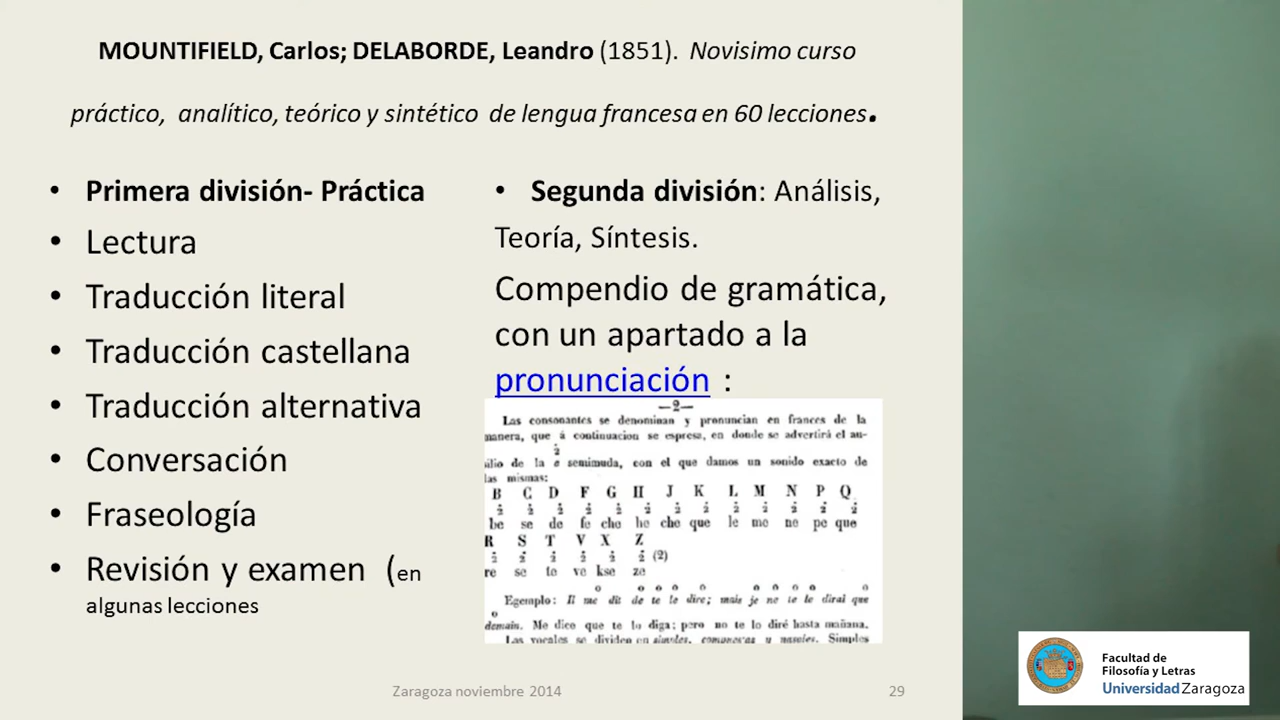 MOUNTIFIELD, Carlos; DELABORDE, Leandro (1851). Novisimo curso
práctico, analítico, teórico y sintético de lengua francesa en 60 lecciones.
• Primera división- Práctica
• Lectura
• Traducción literal
• Traducción castellana
• Traducción alternativa
• Conversación
• Fraseología
• Revisión y examen (en
algunas lecciones
• Segunda división: Análisis,
Teoría, Síntesis.
Compendio de gramática,
con un apartado a la
pronunciación :
—2—
Las consonantes se denominan y pronuncian en frances de la
manera, que á continuacion se espresa, en donde se advertirá el au-
silio de la e semimuda, con el que damos un sonido exacto de
las mismas:
B C D F G H J K L M N P Q
be se de fe che he che que le me ne pe que
R S T V X Z
(2)
re se te ve kse ze
Egemplo: Il me dit de te le dire; mais je ne te le dirai que
demain. Me dice que te lo diga; pero no te lo diré hasta mañana.
Las vocales se dividen en simples, compuestas y nasales. Simples
Zaragoza noviembre 2014
29
Facultad de
Filosofía y Letras
Universidad Zaragoza